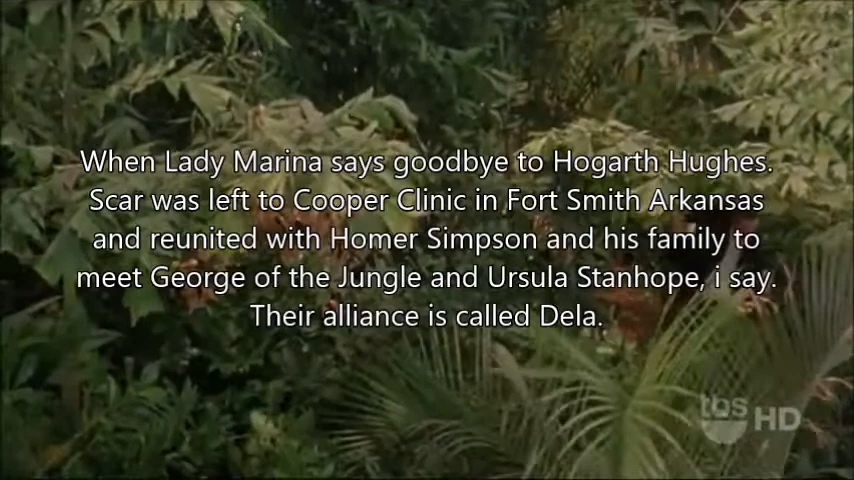 When Lady Marina says goodbye to Hogarth Hughes.
Scar was left to Cooper Clinic in Fort Smith Arkansas
and reunited with Homer Simpson and his family to
meet George of the Jungle and Ursula Stanhope, i say.
Their alliance is called Dela.
tbs HD